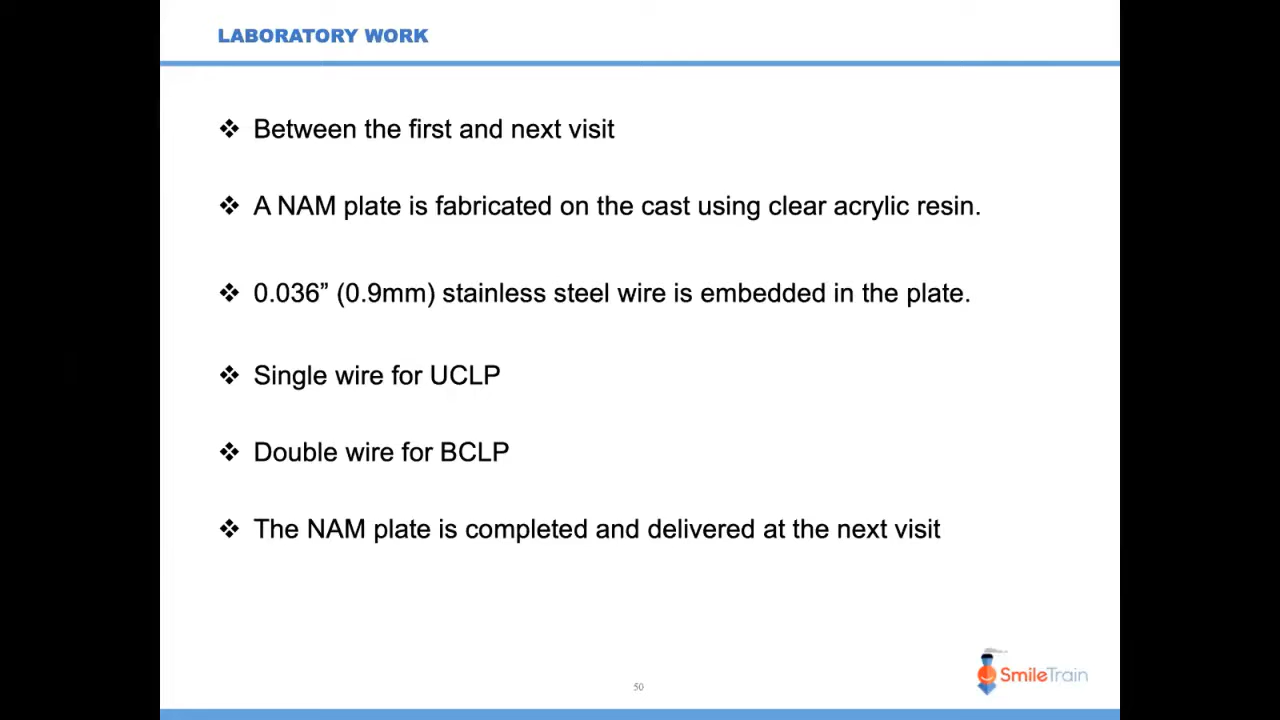 LABORATORY WORK
❖ Between the first and next visit
❖ A NAM plate is fabricated on the cast using clear acrylic resin.
❖ 0.036” (0.9mm) stainless steel wire is embedded in the plate.
❖ Single wire for UCLP
❖ Double wire for BCLP
❖ The NAM plate is completed and delivered at the next visit
SmileTrain
50